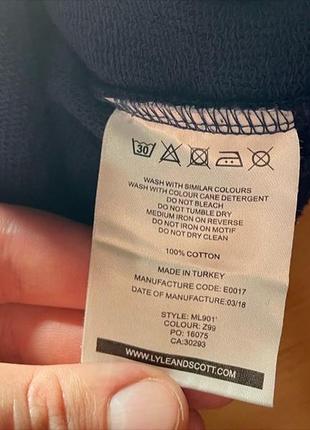 30
WASH WITH SIMILAR COLOURS
WASH WITH COLOUR CARE DETERGENT
DO NOT BLEACH
DO NOT TUMBLE DRY
MEDIUM IRON ON REVERSE
DO NOT IRON ON MOTIF
DO NOT DRY CLEAN
100% COTTON
MADE IN TURKEY
MANUFACTURE CODE: E0017
DATE OF MANUFACTURE: 03/18
STYLE: ML901'
COLOUR: Z99
PO: 16075
CA:30293
WWW.LYLEANDSCOTT.COM